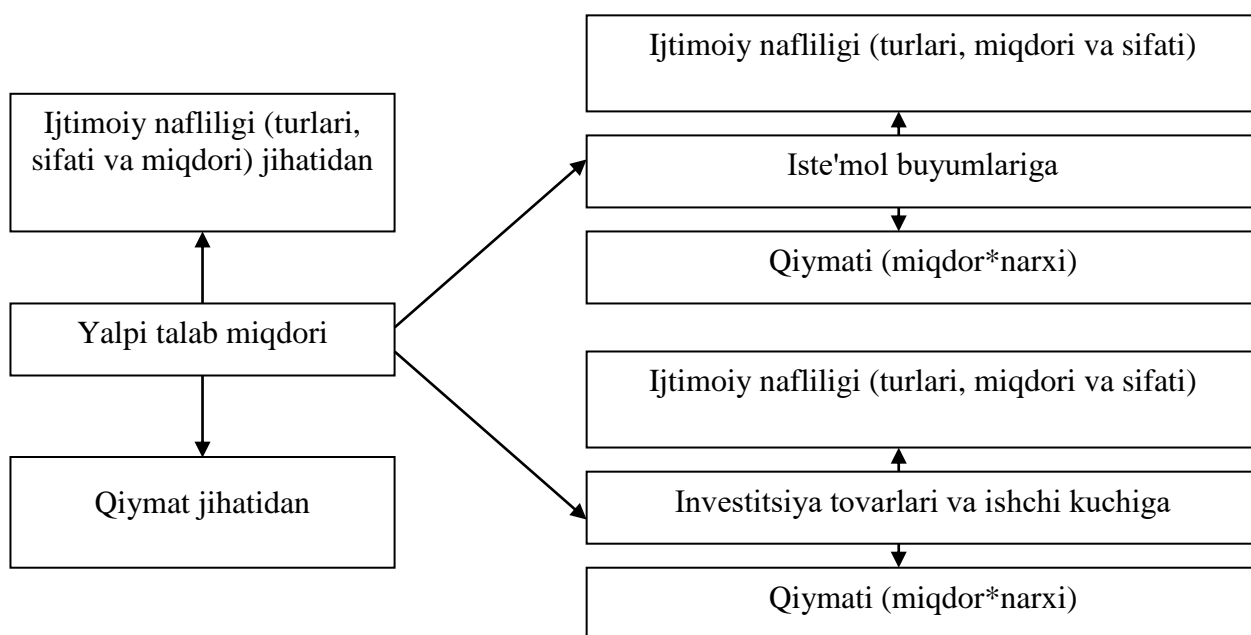 Ijtimoiy nafliligi (turlari,
sifati va miqdori) jihatidan
Yalpi talab miqdori
Qiymat jihatidan
Ijtimoiy nafliligi (turlari, miqdori va sifati)
Iste'mol buyumlariga
Qiymati (miqdor*narxi)
Ijtimoiy nafliligi (turlari, miqdori va sifati)
Investitsiya tovarlari va ishchi kuchiga
Qiymati (miqdor*narxi)